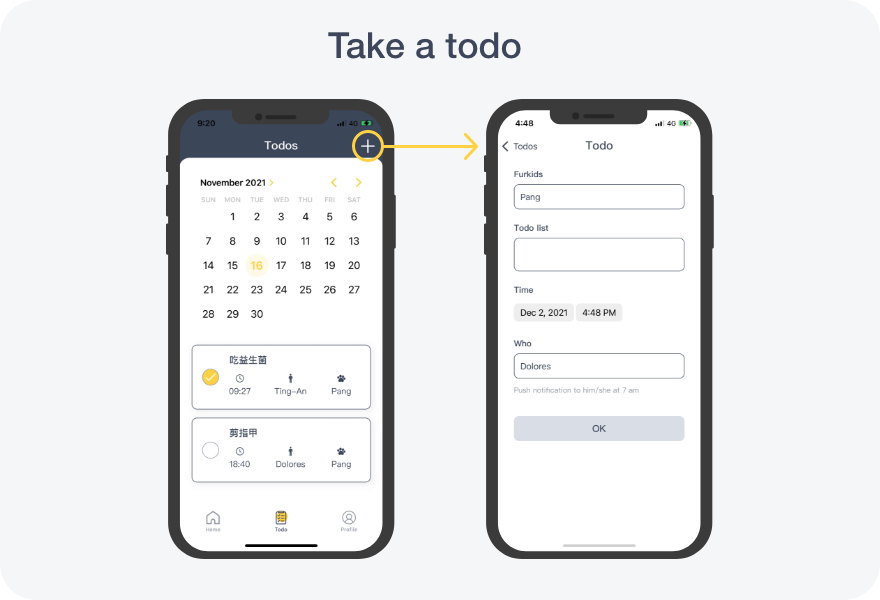 Take a todo
9:20
4G
Todos
November 2021
SUN MON TUE WED THU FRI SAT
1 2 3 4 5 6
7 8 9 10 11 12 13
14 15 16 17 18 19 20
21 22 23 24 25 26 27
28 29 30
吃益生菌
09:27 Ting-An Pang
剪指甲
18:40 Dolores Pang
Home Todo Profile
4:48
4G
Todos
Todo
Furkids
Pang
Todo list
Time
Dec 2, 2021 4:48 PM
Who
Dolores
Push notification to him/she at 7 am
OK